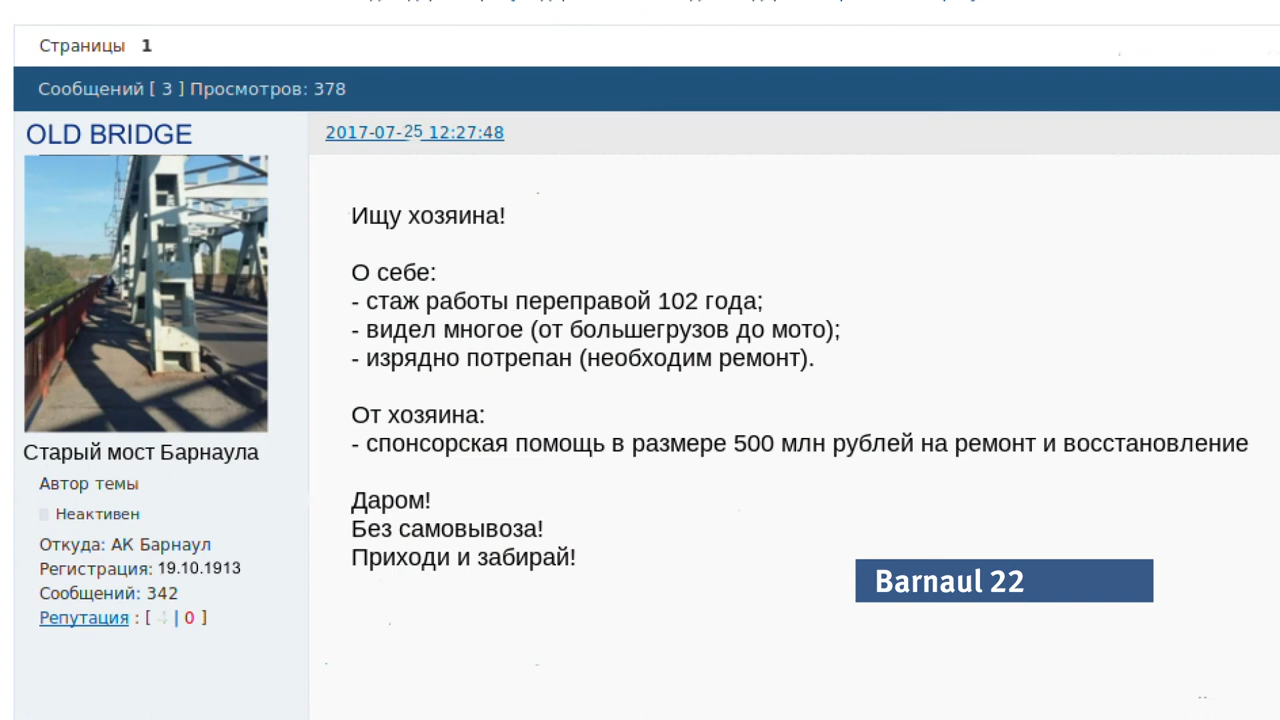 Страницы 1
Сообщений [ 3 ] Просмотров: 378
OLD BRIDGE
2017-07-25 12:27:48
Ищу хозяина!
О себе:
- стаж работы переправой 102 года;
- видел многое (от большегрузов до мото);
- изрядно потрепан (необходим ремонт).
От хозяина:
- спонсорская помощь в размере 500 млн рублей на ремонт и восстановление
Даром!
Без самовывоза!
Приходи и забирай!
Старый мост Барнаула
Автор темы
Неактивен
Откуда: АК Барнаул
Регистрация: 19.10.1913
Сообщений: 342
Репутация : [ 4 | 0 ]
Barnaul 22